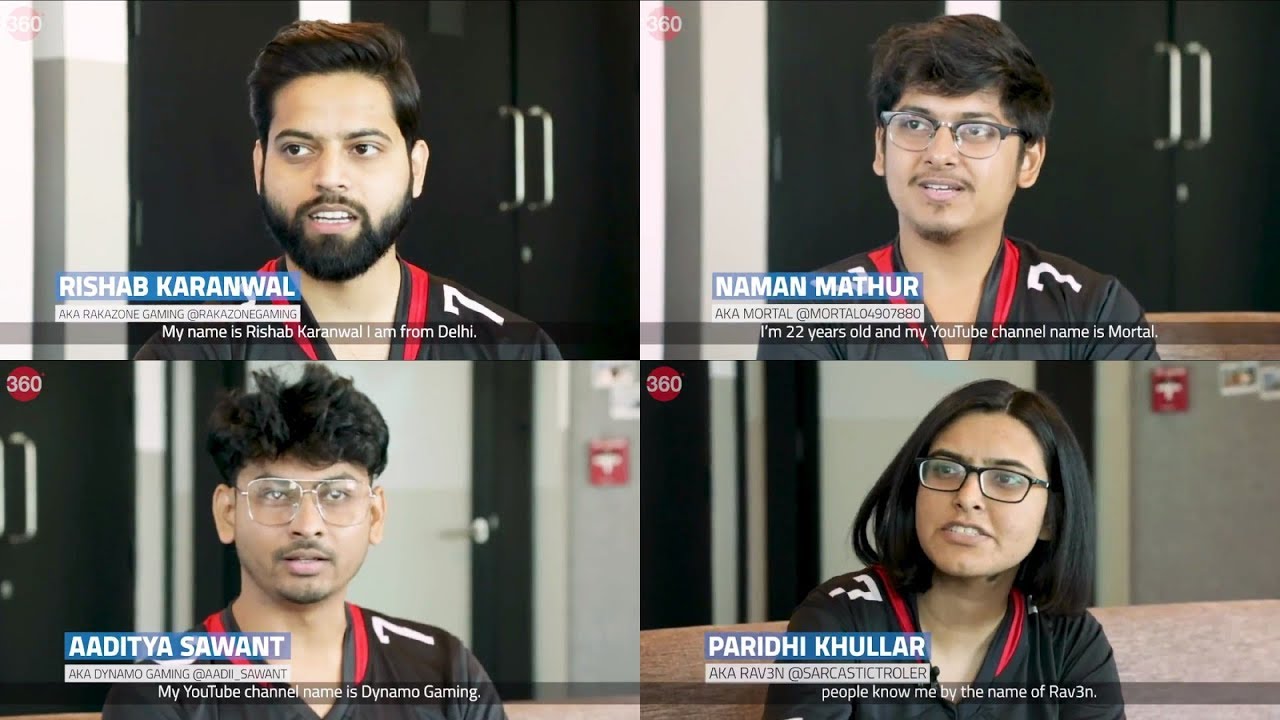 360
RISHAB KARANWAL
AKA RAKAZONE GAMING @RAKAZONEGAMING
My name is Rishab Karanwal I am from Delhi.
7
360
NAMAN MATHUR
AKA MORTAL @MORTAL04907880
I'm 22 years old and my YouTube channel name is Mortal.
7
360
AADITYA SAWANT
AKA DYNAMO GAMING @AADII_SAWANT
My YouTube channel name is Dynamo Gaming.
7
360
PARIDHI KHULLAR
AKA RAV3N @SARCASTICTROLER
people know me by the name of Rav3n.